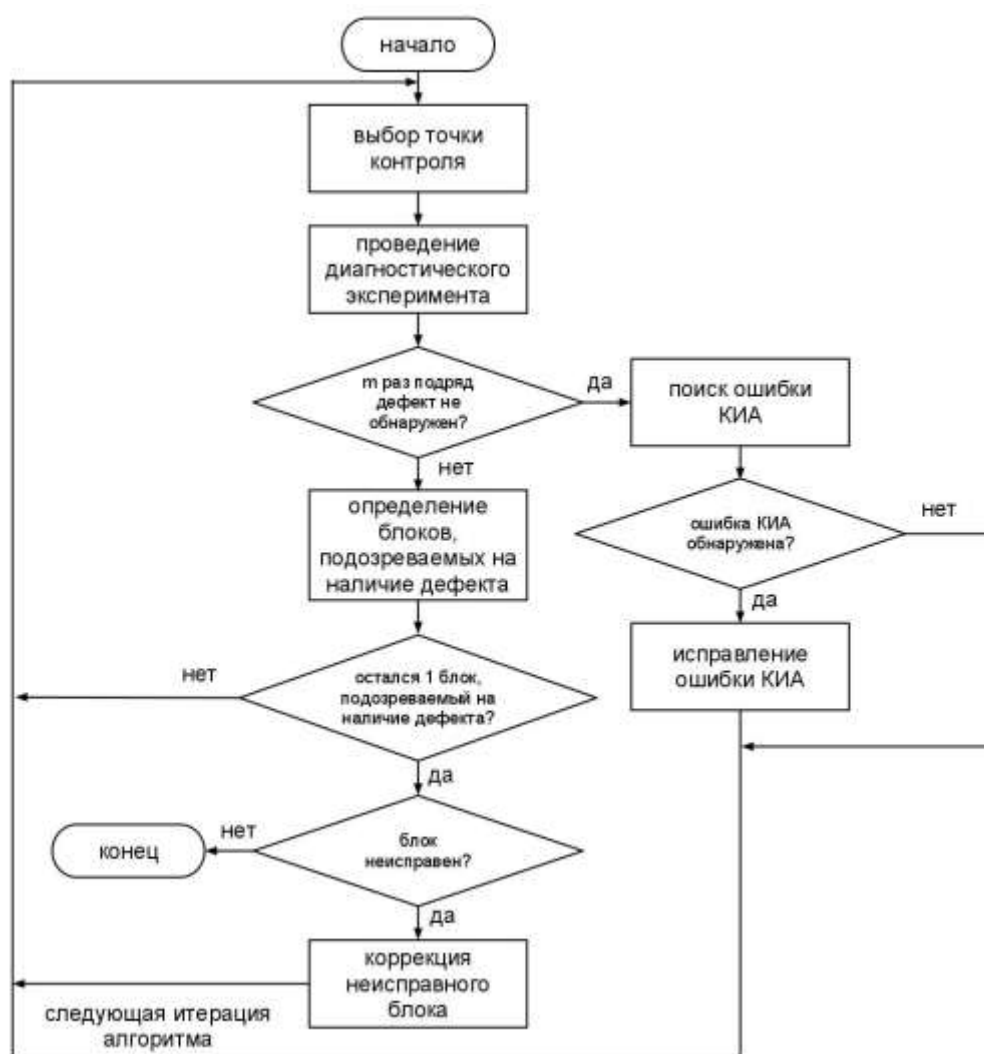 начало
выбор точки
контроля
проведение
диагностического
эксперимента
m раз подряд
дефект не
обнаружен?
да
поиск ошибки
КИА
нет
определение
блоков,
подозреваемых на
наличие дефекта
ошибка КИА
обнаружена?
нет
да
исправление
ошибки КИА
нет
остался 1 блок,
подозреваемый на
наличие дефекта?
да
конец
нет
блок
неисправен?
да
коррекция
неисправного
блока
следующая итерация
алгоритма